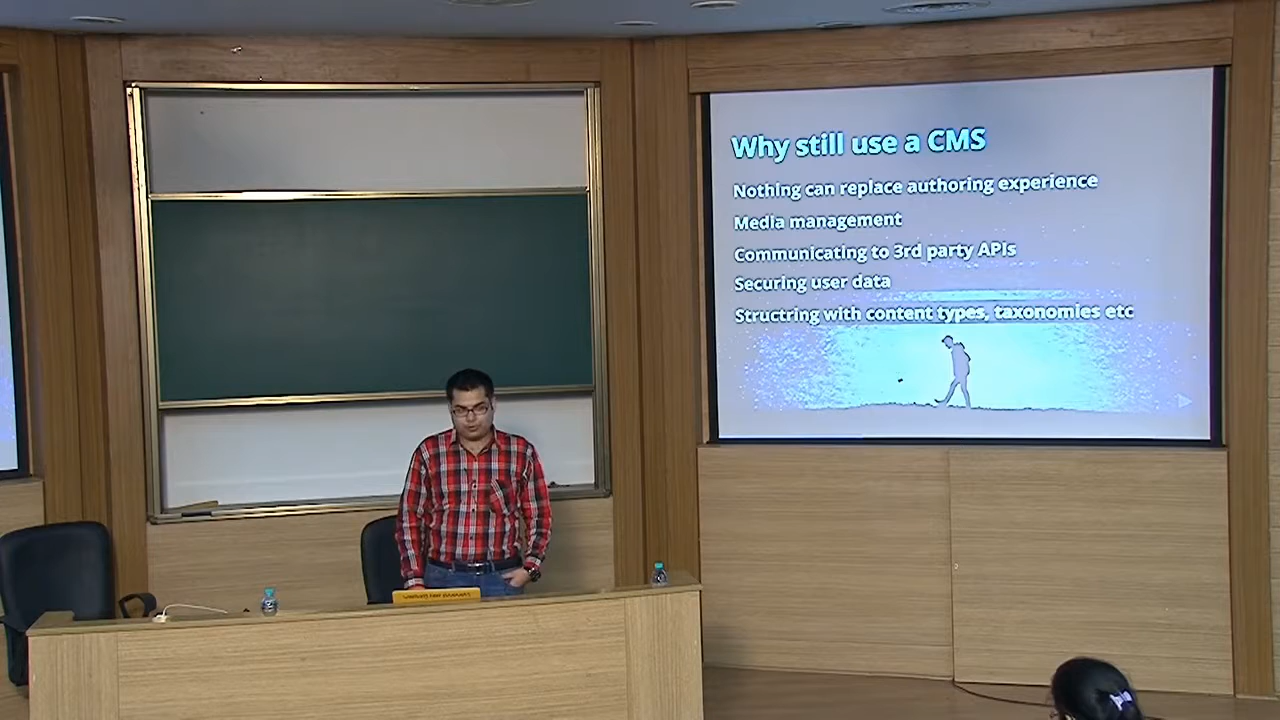 Why still use a CMS
Nothing can replace authoring experience
Media management
Communicating to 3rd party APIs
Securing user data
Structring with content types, taxonomies etc